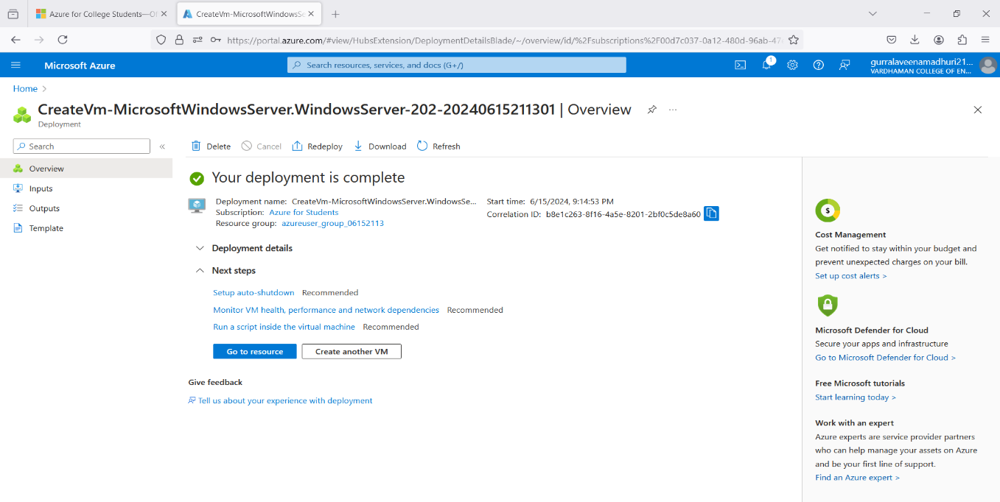 Azure for College Students—Of
CreateVm-MicrosoftWindowsSe
https://portal.azure.com/#view/HubsExtension/DeploymentDetailsBlade/~/overview/id/%2Fsubscriptions%2F00d7c037-0a12-480d-96ab-47
Microsoft Azure
Search resources, services, and docs (G+/)
1
gurralaveenamadhuri21...
VARDHAMAN COLLEGE OF EN...
Home
CreateVm-MicrosoftWindowsServer.WindowsServer-202-20240615211301 | Overview
...
Deployment
Search
«
Delete
Cancel
Redeploy
Download
Refresh
Overview
Inputs
Outputs
Template
Your deployment is complete
Deployment name: CreateVm-MicrosoftWindowsServer.WindowsSe...
Subscription: Azure for Students
Resource group: azureuser_group_06152113
Start time: 6/15/2024, 9:14:53 PM
Correlation ID: b8e1c263-8f16-4a5e-8201-2bf0c5de8a60
Deployment details
Next steps
Setup auto-shutdown Recommended
Monitor VM health, performance and network dependencies Recommended
Run a script inside the virtual machine Recommended
Go to resource
Create another VM
Give feedback
Tell us about your experience with deployment
$
Cost Management
Get notified to stay within your budget and
prevent unexpected charges on your bill.
Set up cost alerts >
Microsoft Defender for Cloud
Secure your apps and infrastructure
Go to Microsoft Defender for Cloud >
Free Microsoft tutorials
Start learning today >
Work with an expert
Azure experts are service provider partners
who can help manage your assets on Azure
and be your first line of support.
Find an Azure expert >